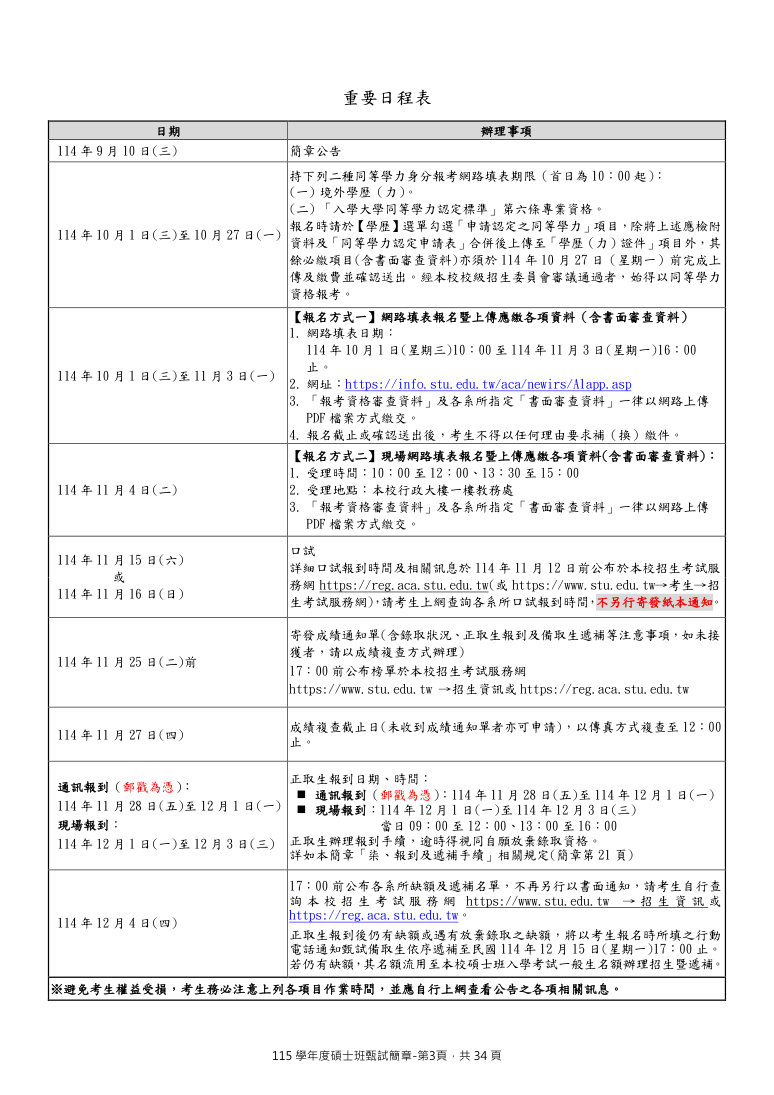 重要日程表
日期
辦理事項
114 年 9 月 10 日(三)
簡章公告
114 年 10 月 1 日(三)至 10 月 27 日(一)
持下列二種同等學力身分報考網路填表期限（首日為 10：00 起）：
(一) 境外學歷（力）。
(二) 「入學大學同等學力認定標準」第六條專業資格。
報名時請於【學歷】選單勾選「申請認定之同等學力」項目，除將上述應檢附
資料及「同等學力認定申請表」合併後上傳至「學歷（力）證件」項目外，其
餘必繳項目(含書面審查資料)亦須於 114 年 10 月 27 日（星期一）前完成上
傳及繳費並確認送出。經本校校級招生委員會審議通過者，始得以同等學力
資格報考。
114 年 10 月 1 日(三)至 11 月 3 日(一)
【報名方式一】網路填表報名暨上傳應繳各項資料（含書面審查資料）
1. 網路填表日期：
114 年 10 月 1 日(星期三)10：00 至 114 年 11 月 3 日(星期一)16：00
止。
2. 網址：https://info.stu.edu.tw/aca/newirs/A1app.asp
3. 「報考資格審查資料」及各系所指定「書面審查資料」一律以網路上傳
PDF 檔案方式繳交。
4. 報名截止或確認送出後，考生不得以任何理由要求補（換）繳件。
114 年 11 月 4 日(二)
【報名方式二】現場網路填表報名暨上傳應繳各項資料(含書面審查資料)：
1. 受理時間：10：00 至 12：00、13：30 至 15：00
2. 受理地點：本校行政大樓一樓教務處
3. 「報考資格審查資料」及各系所指定「書面審查資料」一律以網路上傳
PDF 檔案方式繳交。
114 年 11 月 15 日(六)
或
114 年 11 月 16 日(日)
口試
詳細口試報到時間及相關訊息於 114 年 11 月 12 日前公布於本校招生考試服
務網 https://reg.aca.stu.edu.tw(或 https://www.stu.edu.tw→考生→招
生考試服務網)，請考生上網查詢各系所口試報到時間，不另行寄發紙本通知。
114 年 11 月 25 日(二)前
寄發成績通知單(含錄取狀況、正取生報到及備取生遞補等注意事項，如未接
獲者，請以成績複查方式辦理)
17：00 前公布榜單於本校招生考試服務網
https://www.stu.edu.tw →招生資訊或 https://reg.aca.stu.edu.tw
114 年 11 月 27 日(四)
成績複查截止日(未收到成績通知單者亦可申請)，以傳真方式複查至 12：00
止。
通訊報到（郵戳為憑）：
114 年 11 月 28 日(五)至 12 月 1 日(一)
現場報到：
114 年 12 月 1 日(一)至 12 月 3 日(三)
正取生報到日期、時間：
■ 通訊報到（郵戳為憑）：114 年 11 月 28 日(五)至 114 年 12 月 1 日(一)
■ 現場報到：114 年 12 月 1 日(一)至 114 年 12 月 3 日(三)
當日 09：00 至 12：00、13：00 至 16：00
正取生辦理報到手續，逾時得視同自願放棄錄取資格。
詳如本簡章「柒、報到及遞補手續」相關規定(簡章第 21 頁)
114 年 12 月 4 日(四)
17：00 前公布各系所缺額及遞補名單，不再另行以書面通知，請考生自行查
詢本校招生考試服務網 https://www.stu.edu.tw →招生資訊或
https://reg.aca.stu.edu.tw。
正取生報到後仍有缺額或遇有放棄錄取之缺額，將以考生報名時所填之行動
電話通知甄試備取生依序遞補至民國 114 年 12 月 15 日(星期一)17：00 止。
若仍有缺額，其名額流用至本校碩士班入學考試一般生名額辦理招生暨遞補。
※避免考生權益受損，考生務必注意上列各項目作業時間，並應自行上網查看公告之各項相關訊息。
115 學年度碩士班甄試簡章-第3頁，共 34 頁